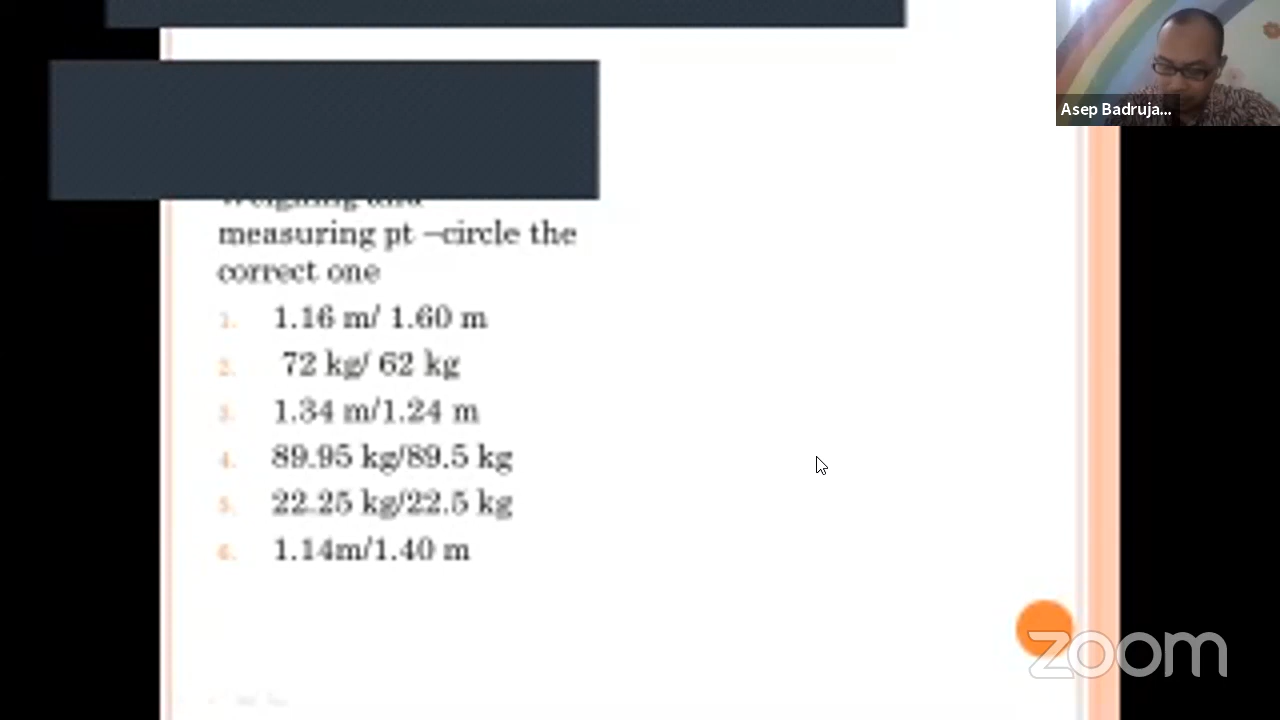 Asep Badruja...
Weighing and
measuring pt –circle the
correct one
1. 1.16 m/ 1.60 m
2. 72 kg/ 62 kg
3. 1.34 m/1.24 m
4. 89.95 kg/89.5 kg
5. 22.25 kg/22.5 kg
6. 1.14m/1.40 m
zoom